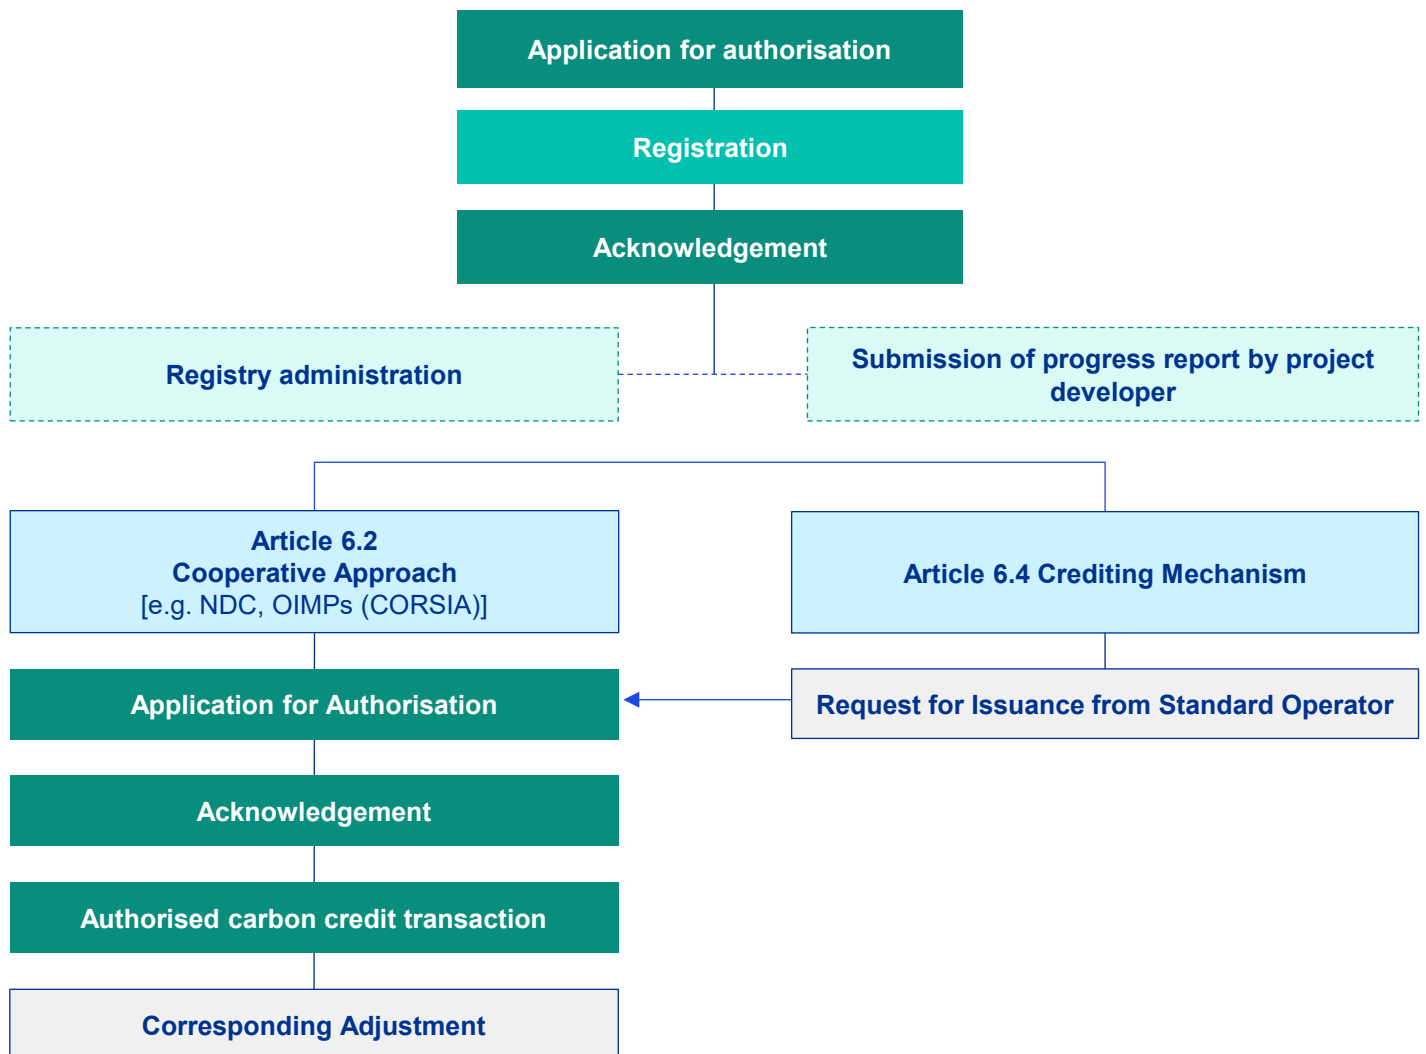 Application for authorisation
Registration
Acknowledgement
Registry administration
Submission of progress report by project
developer
Article 6.2
Cooperative Approach
[e.g. NDC, OIMPs (CORSIA)]
Article 6.4 Crediting Mechanism
Application for Authorisation
Request for Issuance from Standard Operator
Acknowledgement
Authorised carbon credit transaction
Corresponding Adjustment